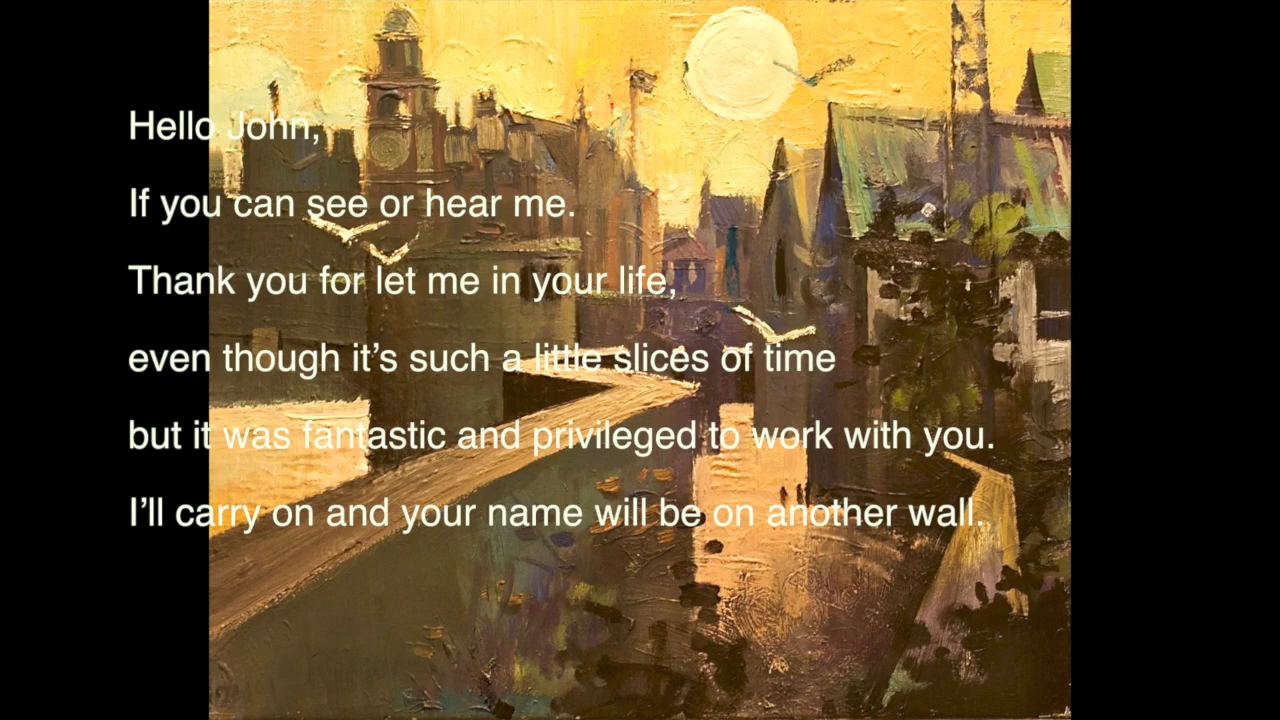 Hello John,
If you can see or hear me.
Thank you for let me in your life,
even though it’s such a little slices of time
but it was fantastic and privileged to work with you.
I’ll carry on and your name will be on another wall.